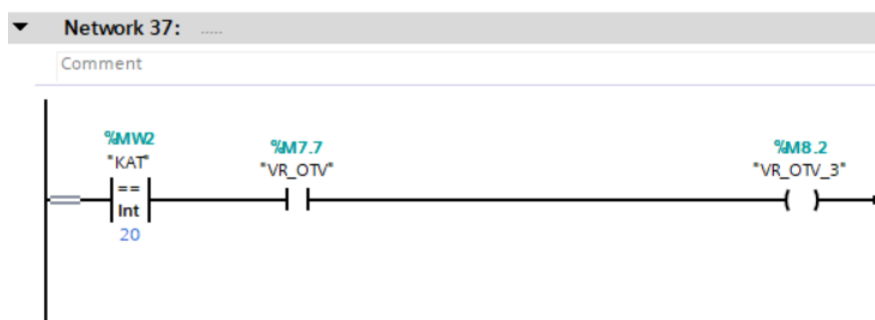 Network 37: .....
Comment
%MW2
"KAT"
==
Int
20
%M7.7
"VR_OTV"
%M8.2
"VR_OTV_3"